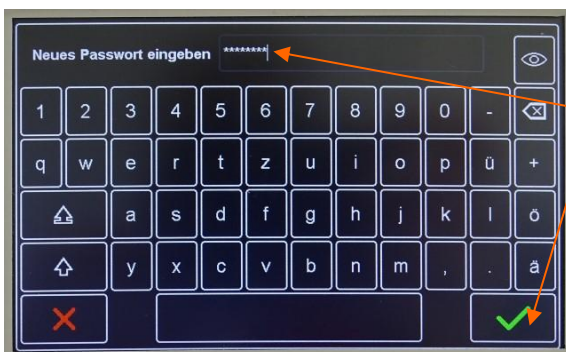 Neues Passwort eingeben ********
1 2 3 4 5 6 7 8 9 0 -
q w e r t z u i o p ü +
a s d f g h j k l ö
y x c v b n m , . ä